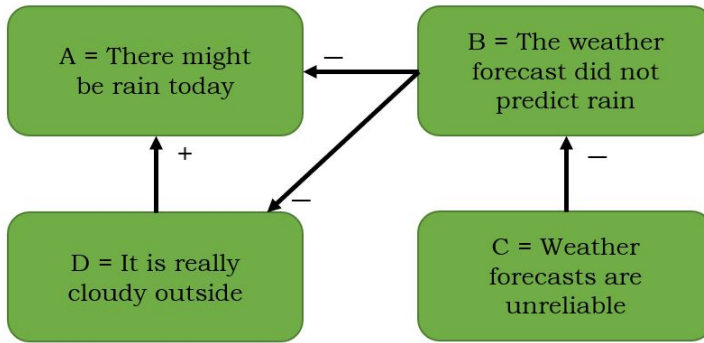 A = There might
be rain today
–
B = The weather
forecast did not
predict rain
+
–
–
D = It is really
cloudy outside
C = Weather
forecasts are
unreliable